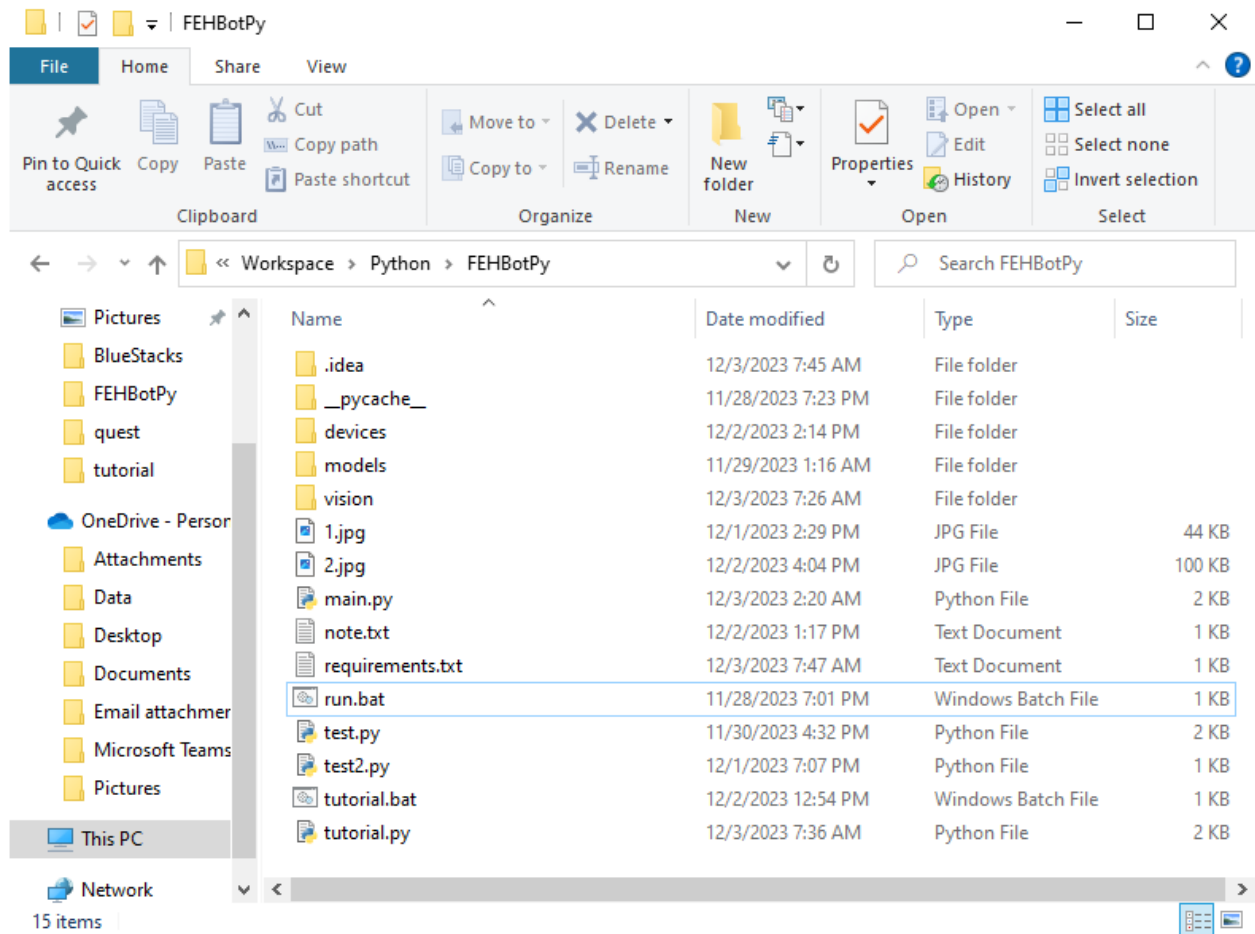 FEHBotPy
File Home Share View
Pin to Quick access
Copy
Paste
Cut
Copy path
Paste shortcut
Clipboard
Move to
Copy to
Delete
Rename
Organize
New folder
New
Properties
Open
Edit
History
Open
Select all
Select none
Invert selection
Select
« Workspace › Python › FEHBotPy
Search FEHBotPy
Pictures
BlueStacks
FEHBotPy
quest
tutorial
OneDrive - Person
Attachments
Data
Desktop
Documents
Email attachmer
Microsoft Teams
Pictures
This PC
Network
Name Date modified Type Size
.idea 12/3/2023 7:45 AM File folder
__pycache__ 11/28/2023 7:23 PM File folder
devices 12/2/2023 2:14 PM File folder
models 11/29/2023 1:16 AM File folder
vision 12/3/2023 7:26 AM File folder
1.jpg 12/1/2023 2:29 PM JPG File 44 KB
2.jpg 12/2/2023 4:04 PM JPG File 100 KB
main.py 12/3/2023 2:20 AM Python File 2 KB
note.txt 12/2/2023 1:17 PM Text Document 1 KB
requirements.txt 12/3/2023 7:47 AM Text Document 1 KB
run.bat 11/28/2023 7:01 PM Windows Batch File 1 KB
test.py 11/30/2023 4:32 PM Python File 2 KB
test2.py 12/1/2023 7:07 PM Python File 1 KB
tutorial.bat 12/2/2023 12:54 PM Windows Batch File 1 KB
tutorial.py 12/3/2023 7:36 AM Python File 2 KB
15 items